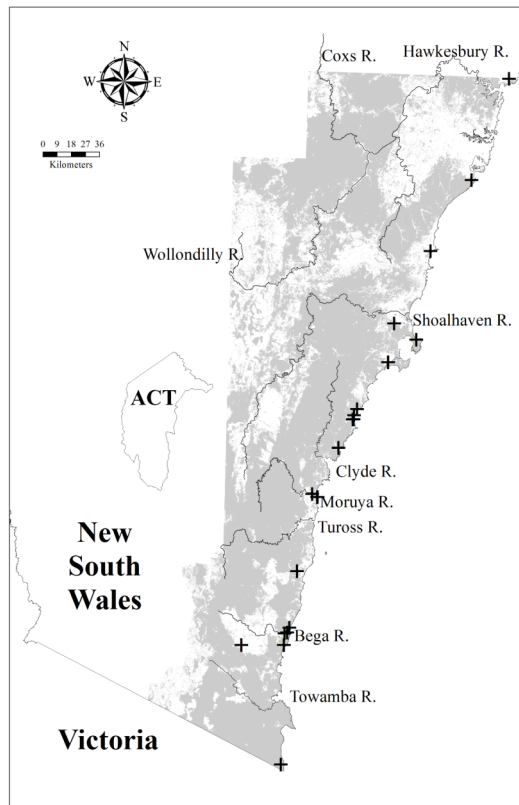 Coxs R.
Hawkesbury R.
N
W E
S
0 9 18 27 36
Kilometers
Wollondilly R.
Shoalhaven R.
ACT
Clyde R.
Moruya R.
Tuross R.
New
South
Wales
Bega R.
Towamba R.
Victoria